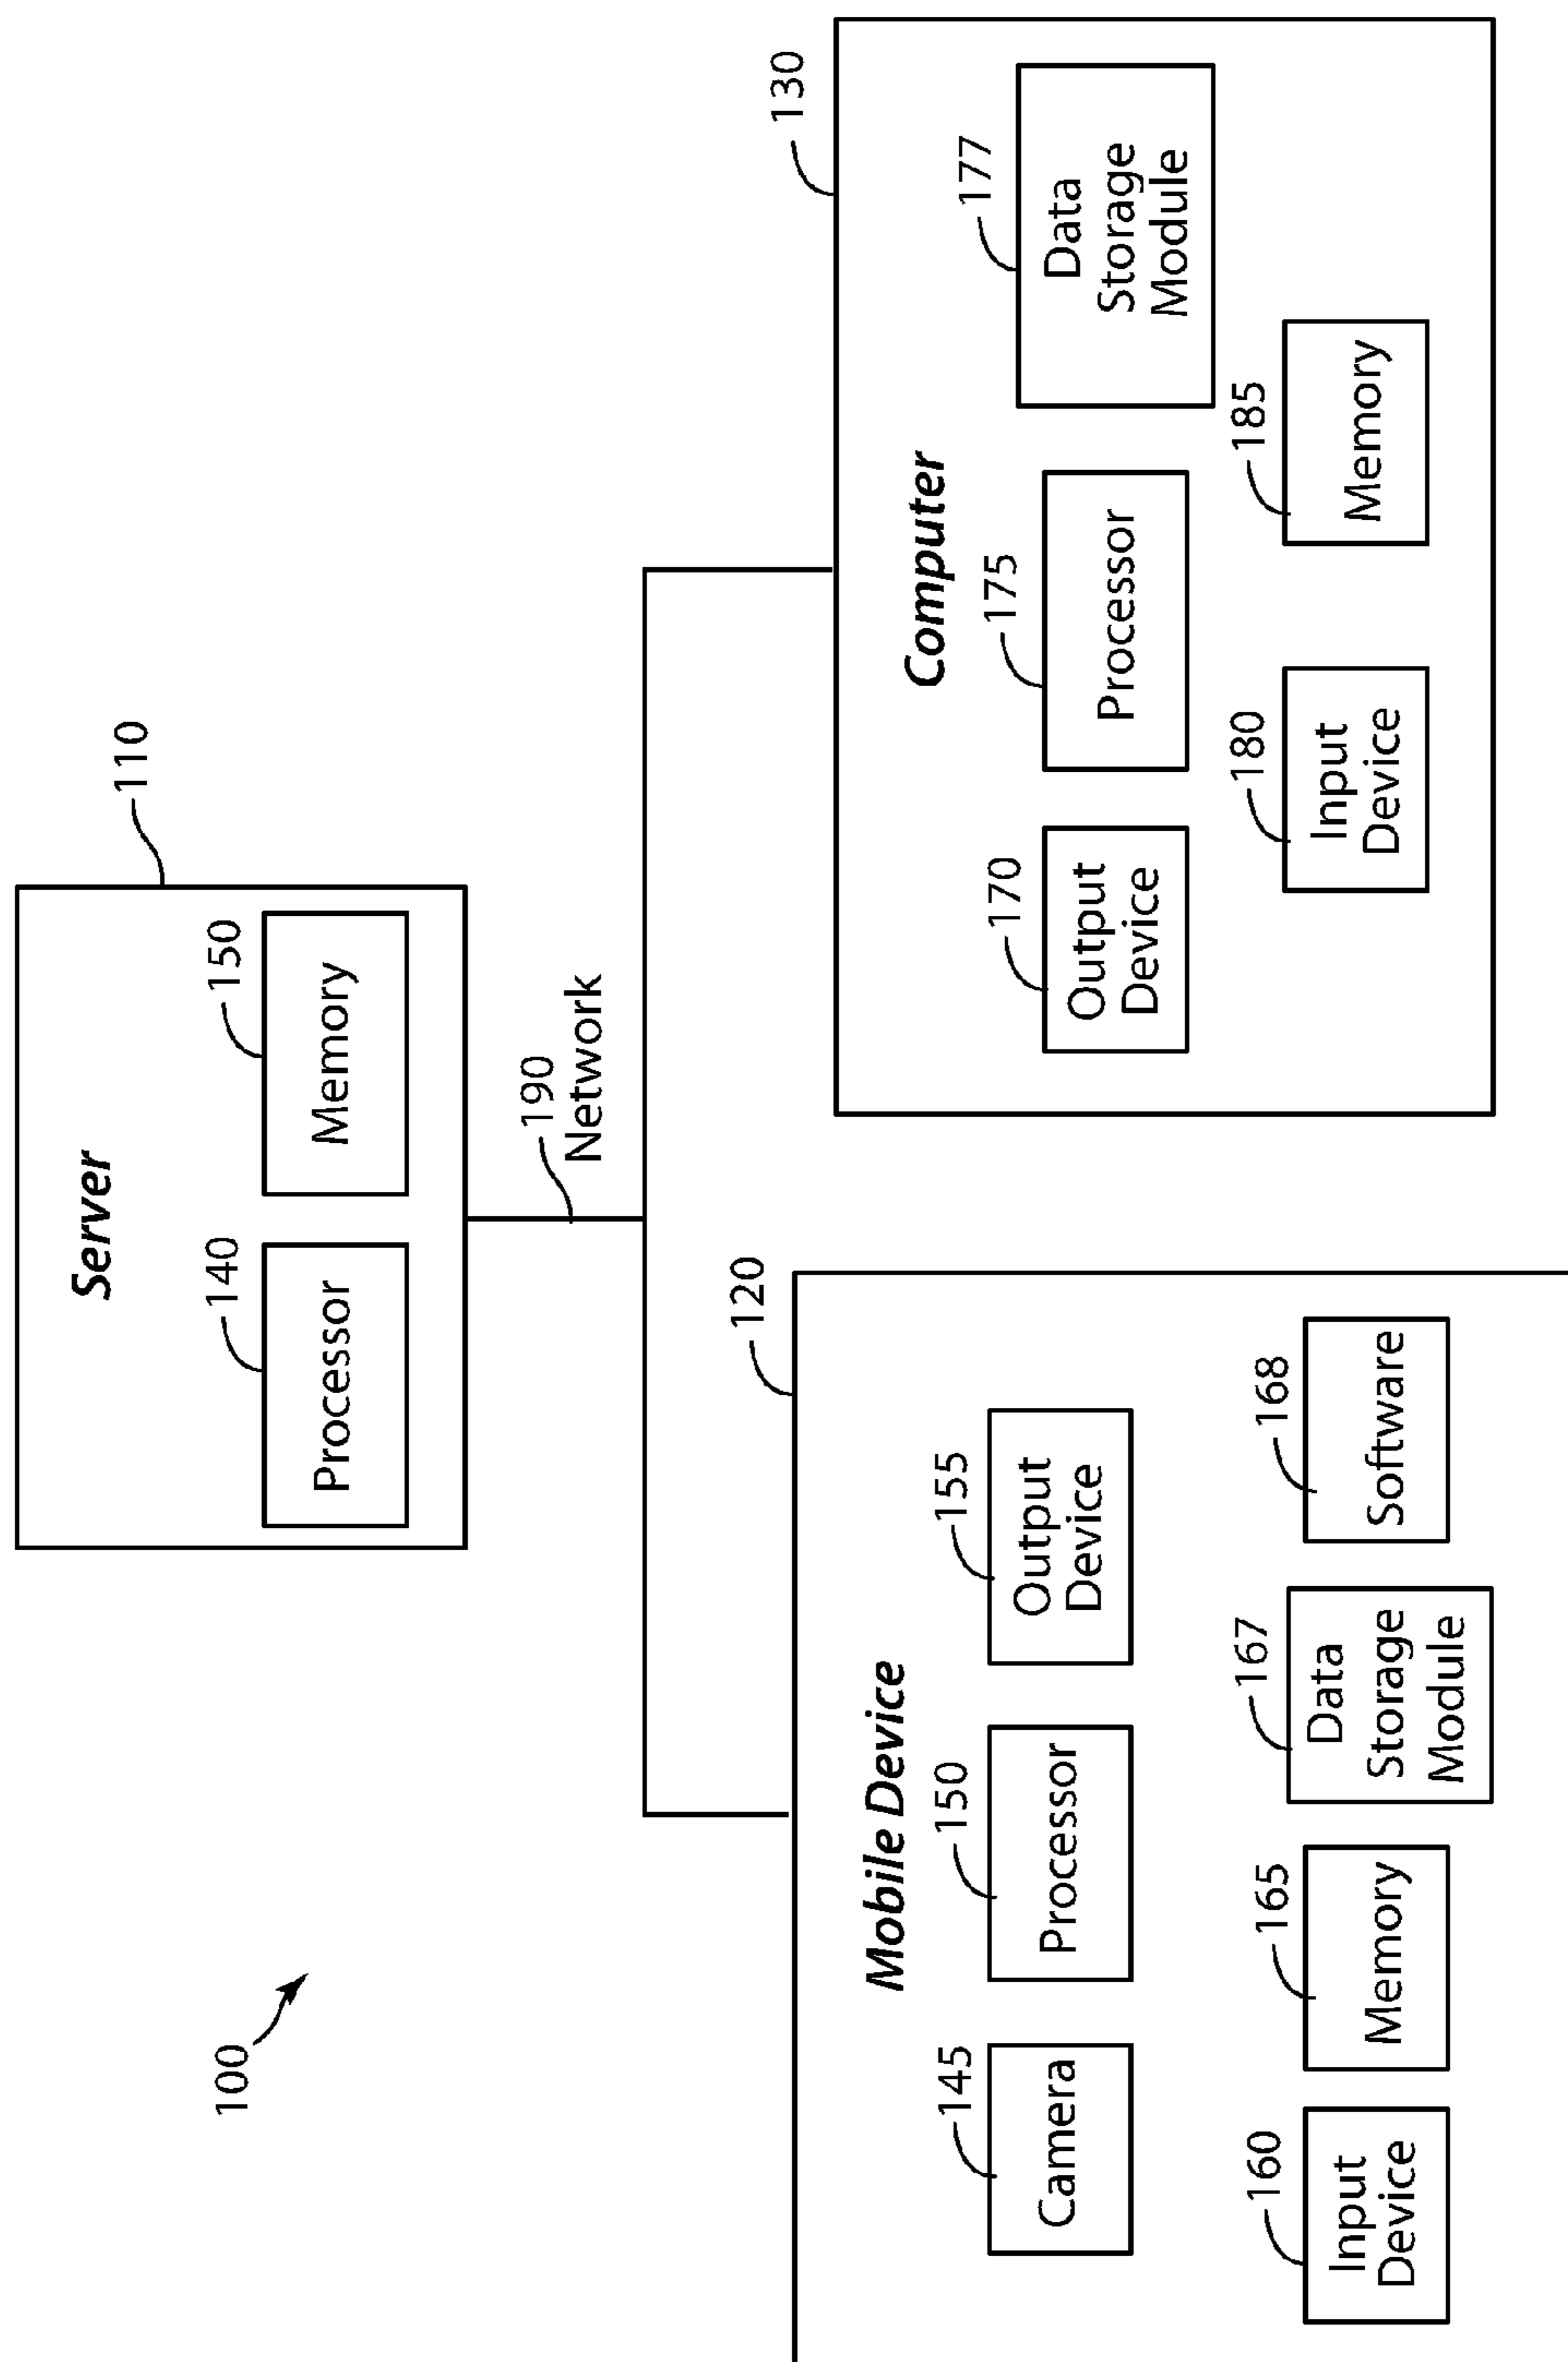 100
110
Server
140
150
Processor
Memory
190
Network
120
Mobile Device
145
150
155
Camera
Processor
Output
Device
160
165
167
168
Input
Device
Memory
Data
Storage
Module
Software
130
Computer
170
175
177
Output
Device
Processor
Data
Storage
Module
180
185
Input
Device
Memory